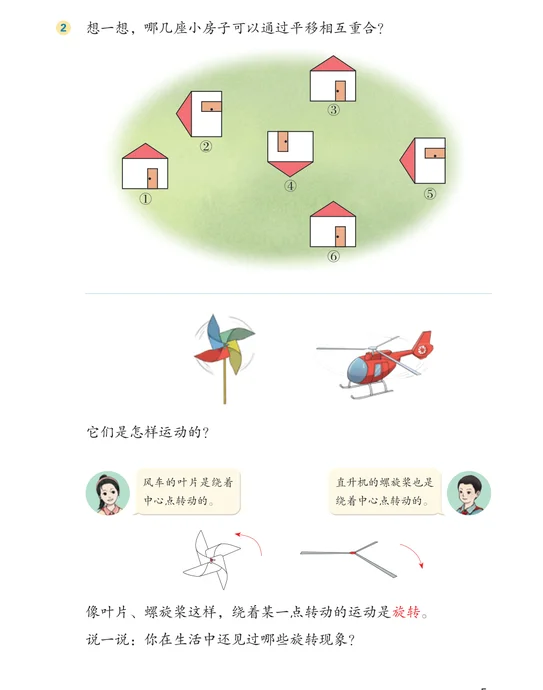 2 想一想，哪几座小房子可以通过平移相互重合？
③
②
①
④
⑤
⑥
它们是怎样运动的？
风车的叶片是绕着
中心点转动的。
直升机的螺旋桨也是
绕着中心点转动的。
像叶片、螺旋桨这样，绕着某一点转动的运动是旋转。
说一说：你在生活中还见过哪些旋转现象？